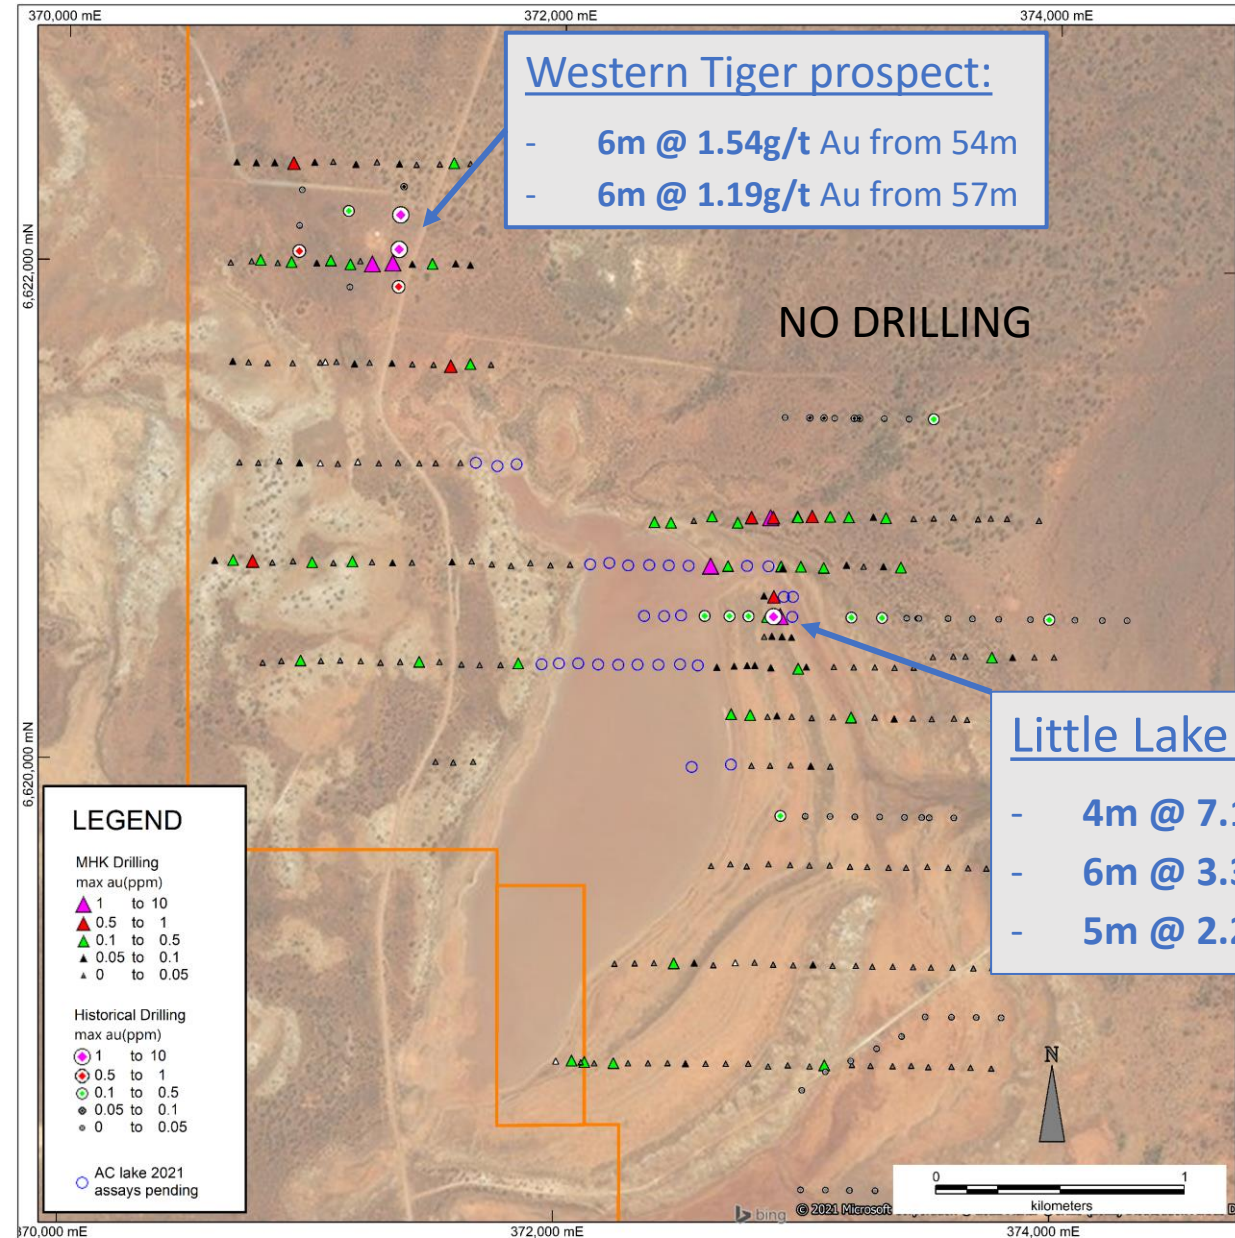 370,000 mE 372,000 mE 374,000 mE
Western Tiger prospect:
- 6m @ 1.54g/t Au from 54m
- 6m @ 1.19g/t Au from 57m
6,622,000 mN
NO DRILLING
6,620,000 mN
Little Lake
- 4m @ 7.1
- 6m @ 3.3
- 5m @ 2.2
LEGEND
MHK Drilling
max au(ppm)
1 to 10
0.5 to 1
0.1 to 0.5
0.05 to 0.1
0 to 0.05
Historical Drilling
max au(ppm)
1 to 10
0.5 to 1
0.1 to 0.5
0.05 to 0.1
0 to 0.05
AC lake 2021
assays pending
N
0 1
kilometers
bing © 2021 Microsoft
370,000 mE 372,000 mE 374,000 mE